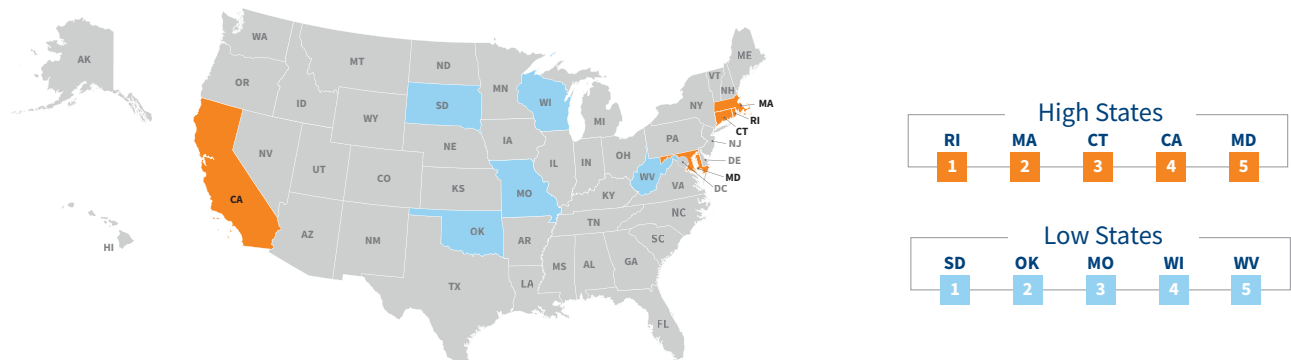 AK
WA
OR
CA
NV
ID
MT
WY
UT
AZ
CO
NM
ND
SD
NE
KS
OK
TX
MN
IA
MO
AR
LA
WI
IL
MI
IN
OH
KY
TN
MS
AL
GA
FL
SC
NC
VA
WV
PA
NY
VT
NH
ME
MA
RI
CT
NJ
DE
MD
DC
HI
High States
RI MA CT CA MD
1 2 3 4 5
Low States
SD OK MO WI WV
1 2 3 4 5